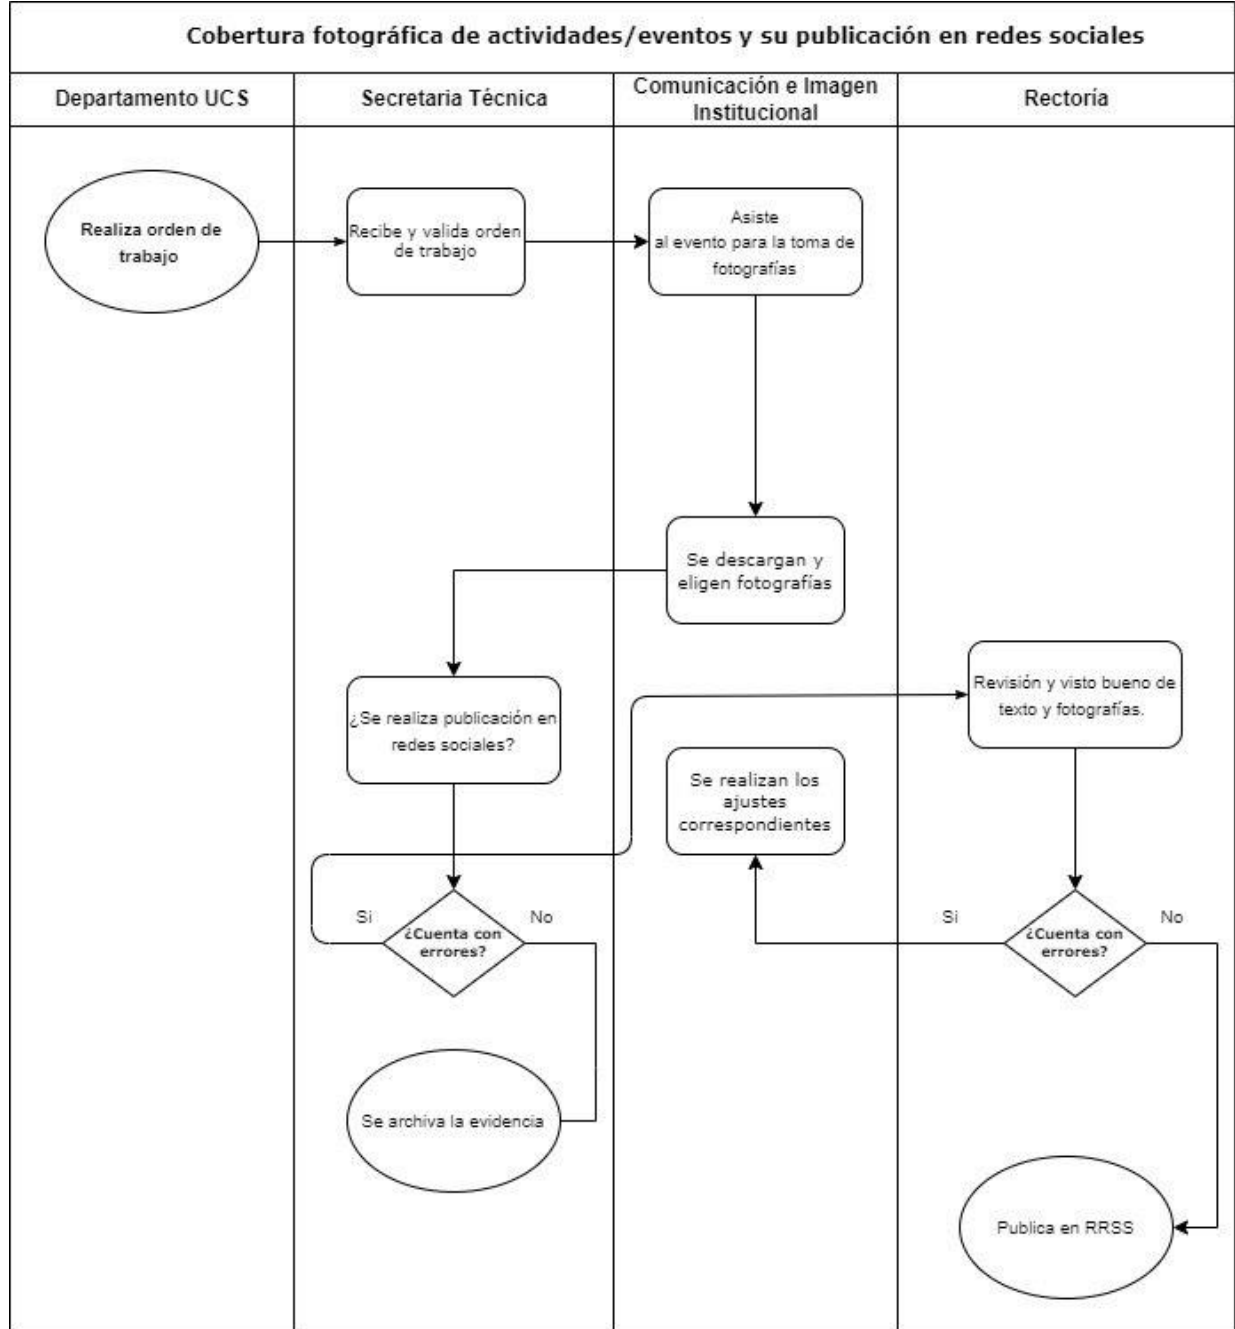 Cobertura fotográfica de actividades/eventos y su publicación en redes sociales
Departamento UCS
Secretaria Técnica
Comunicación e Imagen
Institucional
Rectoría
Realiza orden de
trabajo
Recibe y valida orden
de trabajo
Asiste
al evento para la toma de
fotografías
Se descargan y
eligen fotografías
¿Se realiza publicación en
redes sociales?
Revisión y visto bueno de
texto y fotografías.
Se realizan los
ajustes
correspondientes
Si
¿Cuenta con
errores?
No
Si
¿Cuenta con
errores?
No
Se archiva la evidencia
Publica en RRSS